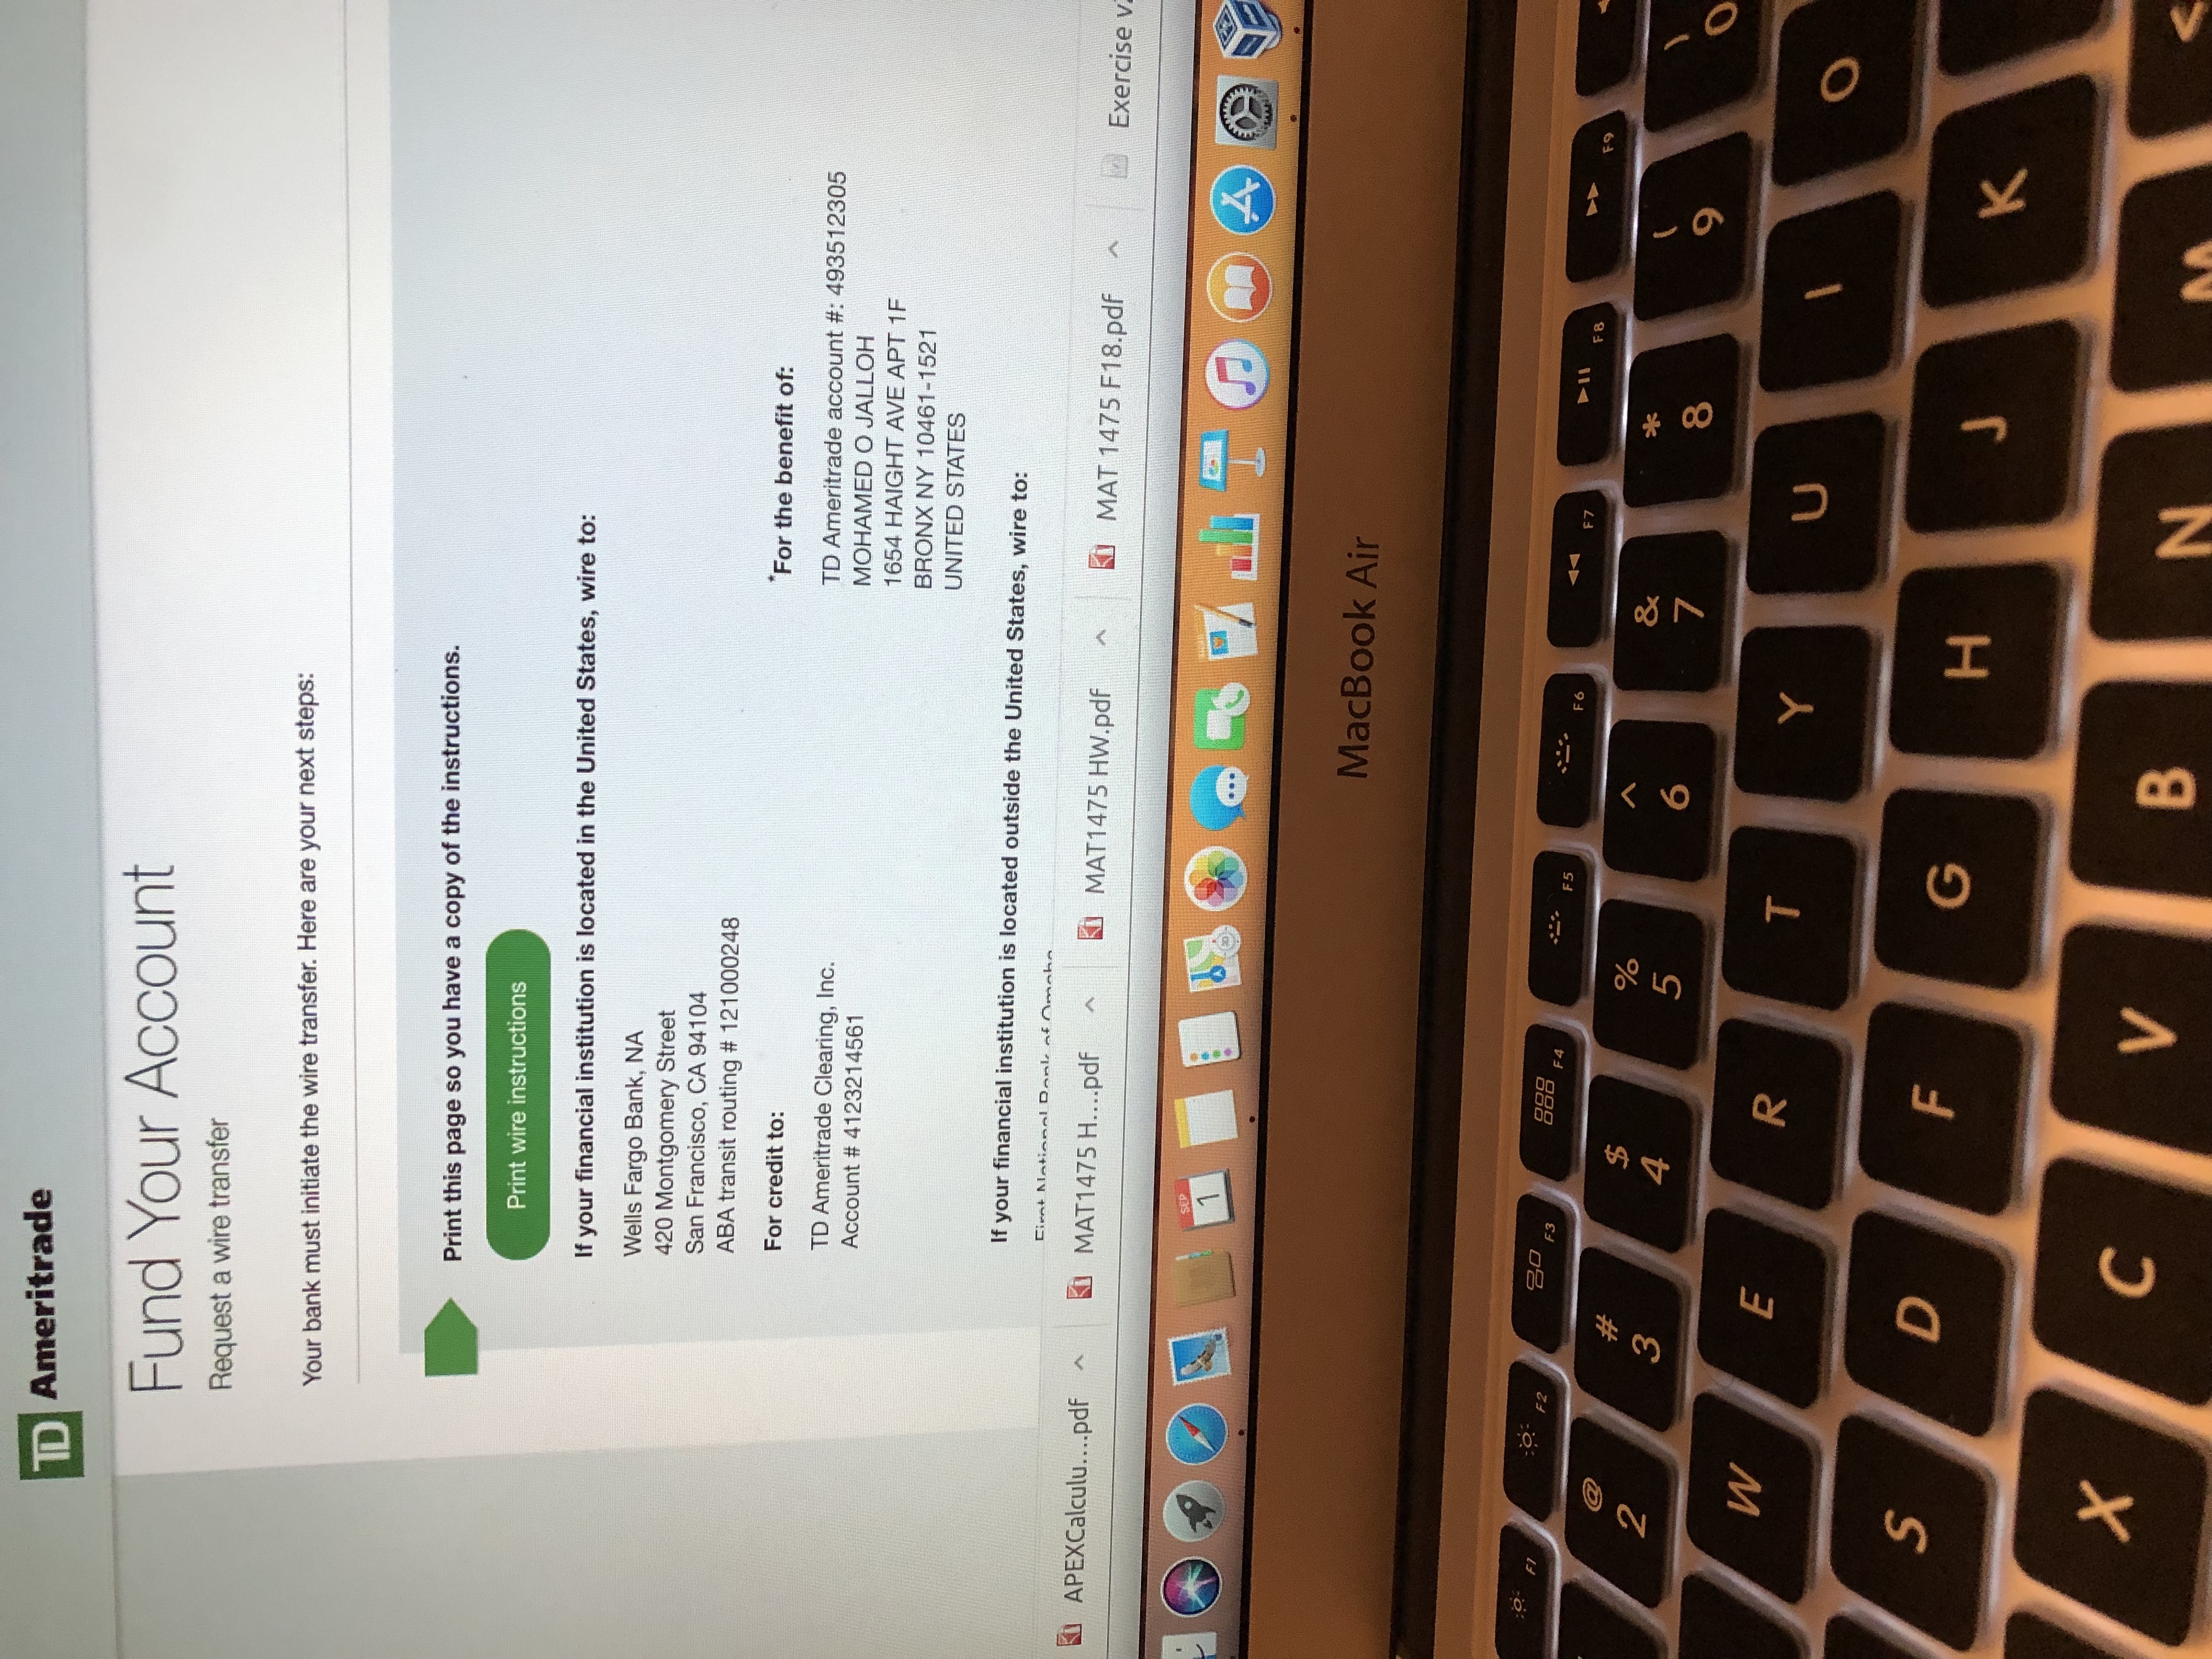 TD Ameritrade
Fund Your Account
Request a wire transfer
Your bank must initiate the wire transfer. Here are your next steps:
Print this page so you have a copy of the instructions.
Print wire instructions
If your financial institution is located in the United States, wire to:
Wells Fargo Bank, NA
420 Montgomery Street
San Francisco, CA 94104
ABA transit routing # 121000248
For credit to:
TD Ameritrade Clearing, Inc.
Account # 4123214561
*For the benefit of:
TD Ameritrade account #: 493512305
MOHAMED O JALLOH
1654 HAIGHT AVE APT 1F
BRONX NY 10461-1521
UNITED STATES
If your financial institution is located outside the United States, wire to:
First National Bank of Omaha
APEXCalculu....pdf
MAT1475 H....pdf
MAT1475 HW.pdf
MAT 1475 F18.pdf
Exercise v
SEP
1
MacBook Air
F1 F2 F3 F4 F5 F6 F7 F8 F9
@ # $ % ^ & * ( )
2 3 4 5 6 7 8 9 0
W E R T Y U I O
S D F G H J K
X C V B N M <